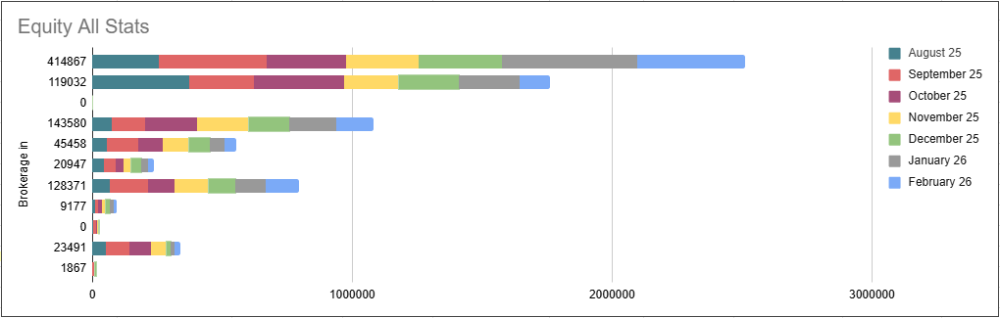 Equity All Stats
Brokerage in
414867
119032
0
143580
45458
20947
128371
9177
0
23491
1867
0
1000000
2000000
3000000
August 25
September 25
October 25
November 25
December 25
January 26
February 26